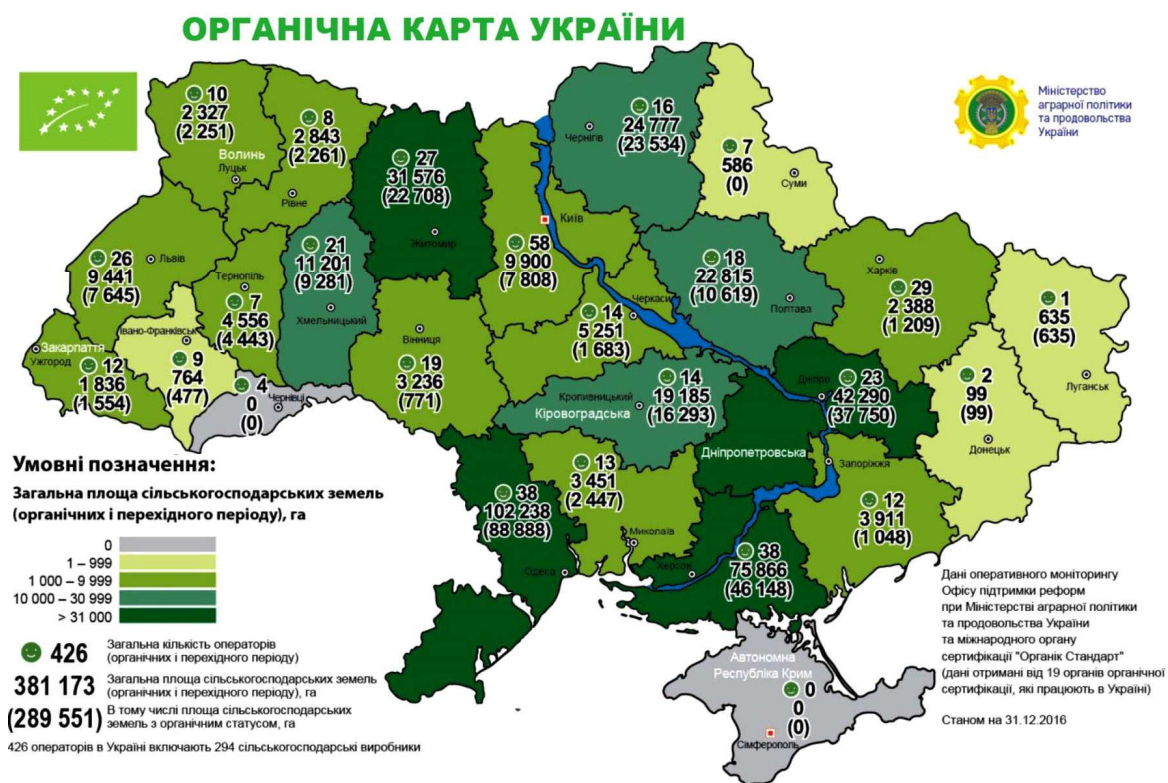 ОРГАНІЧНА КАРТА УКРАЇНИ
Міністерство
аграрної політики
та продовольства
України
10
2 327
(2 251)
Волинь
Луцьк
8
2 843
(2 261)
Рівне
27
31 576
(22 708)
Житомир
58
9 900
(7 808)
Київ
16
24 777
(23 534)
Чернігів
7
586
(0)
Суми
26
9 441
(7 645)
Львів
Тернопіль
7
4 556
(4 443)
21
11 201
(9 281)
Хмельницький
18
22 815
(10 619)
Полтава
Харків
29
2 388
(1 209)
1
635
(635)
Луганськ
Закарпаття
Ужгород
12
1 836
(1 554)
Івано-Франківськ
9
764
(477)
4
0
(0)
Чернівці
Вінниця
19
3 236
(771)
Черкаси
14
5 251
(1 683)
14
19 185
(16 293)
Кропивницький
Кіровоградська
Дніпро
23
42 290
(37 750)
Дніпропетровська
2
99
(99)
Донецьк
38
102 238
(88 888)
Одеса
13
3 451
(2 447)
Миколаїв
Запоріжжя
12
3 911
(1 048)
Херсон
38
75 866
(46 148)
Автономна
Республіка Крим
0
0
(0)
Сімферополь
Умовні позначення:
Загальна площа сільськогосподарських земель
(органічних і перехідного періоду), га
0
1 – 999
1 000 – 9 999
10 000 – 30 999
> 31 000
426 Загальна кількість операторів
(органічних і перехідного періоду)
381 173 Загальна площа сільськогосподарських земель
(органічних і перехідного періоду), га
(289 551) В тому числі площа сільськогосподарських
земель з органічним статусом, га
426 операторів в Україні включають 294 сільськогосподарські виробники
Дані оперативного моніторингу
Офісу підтримки реформ
при Міністерстві аграрної політики
та продовольства України
та міжнародного органу
сертифікації "Органік Стандарт"
(дані отримані від 19 органів органічної
сертифікації, які працюють в Україні)
Станом на 31.12.2016